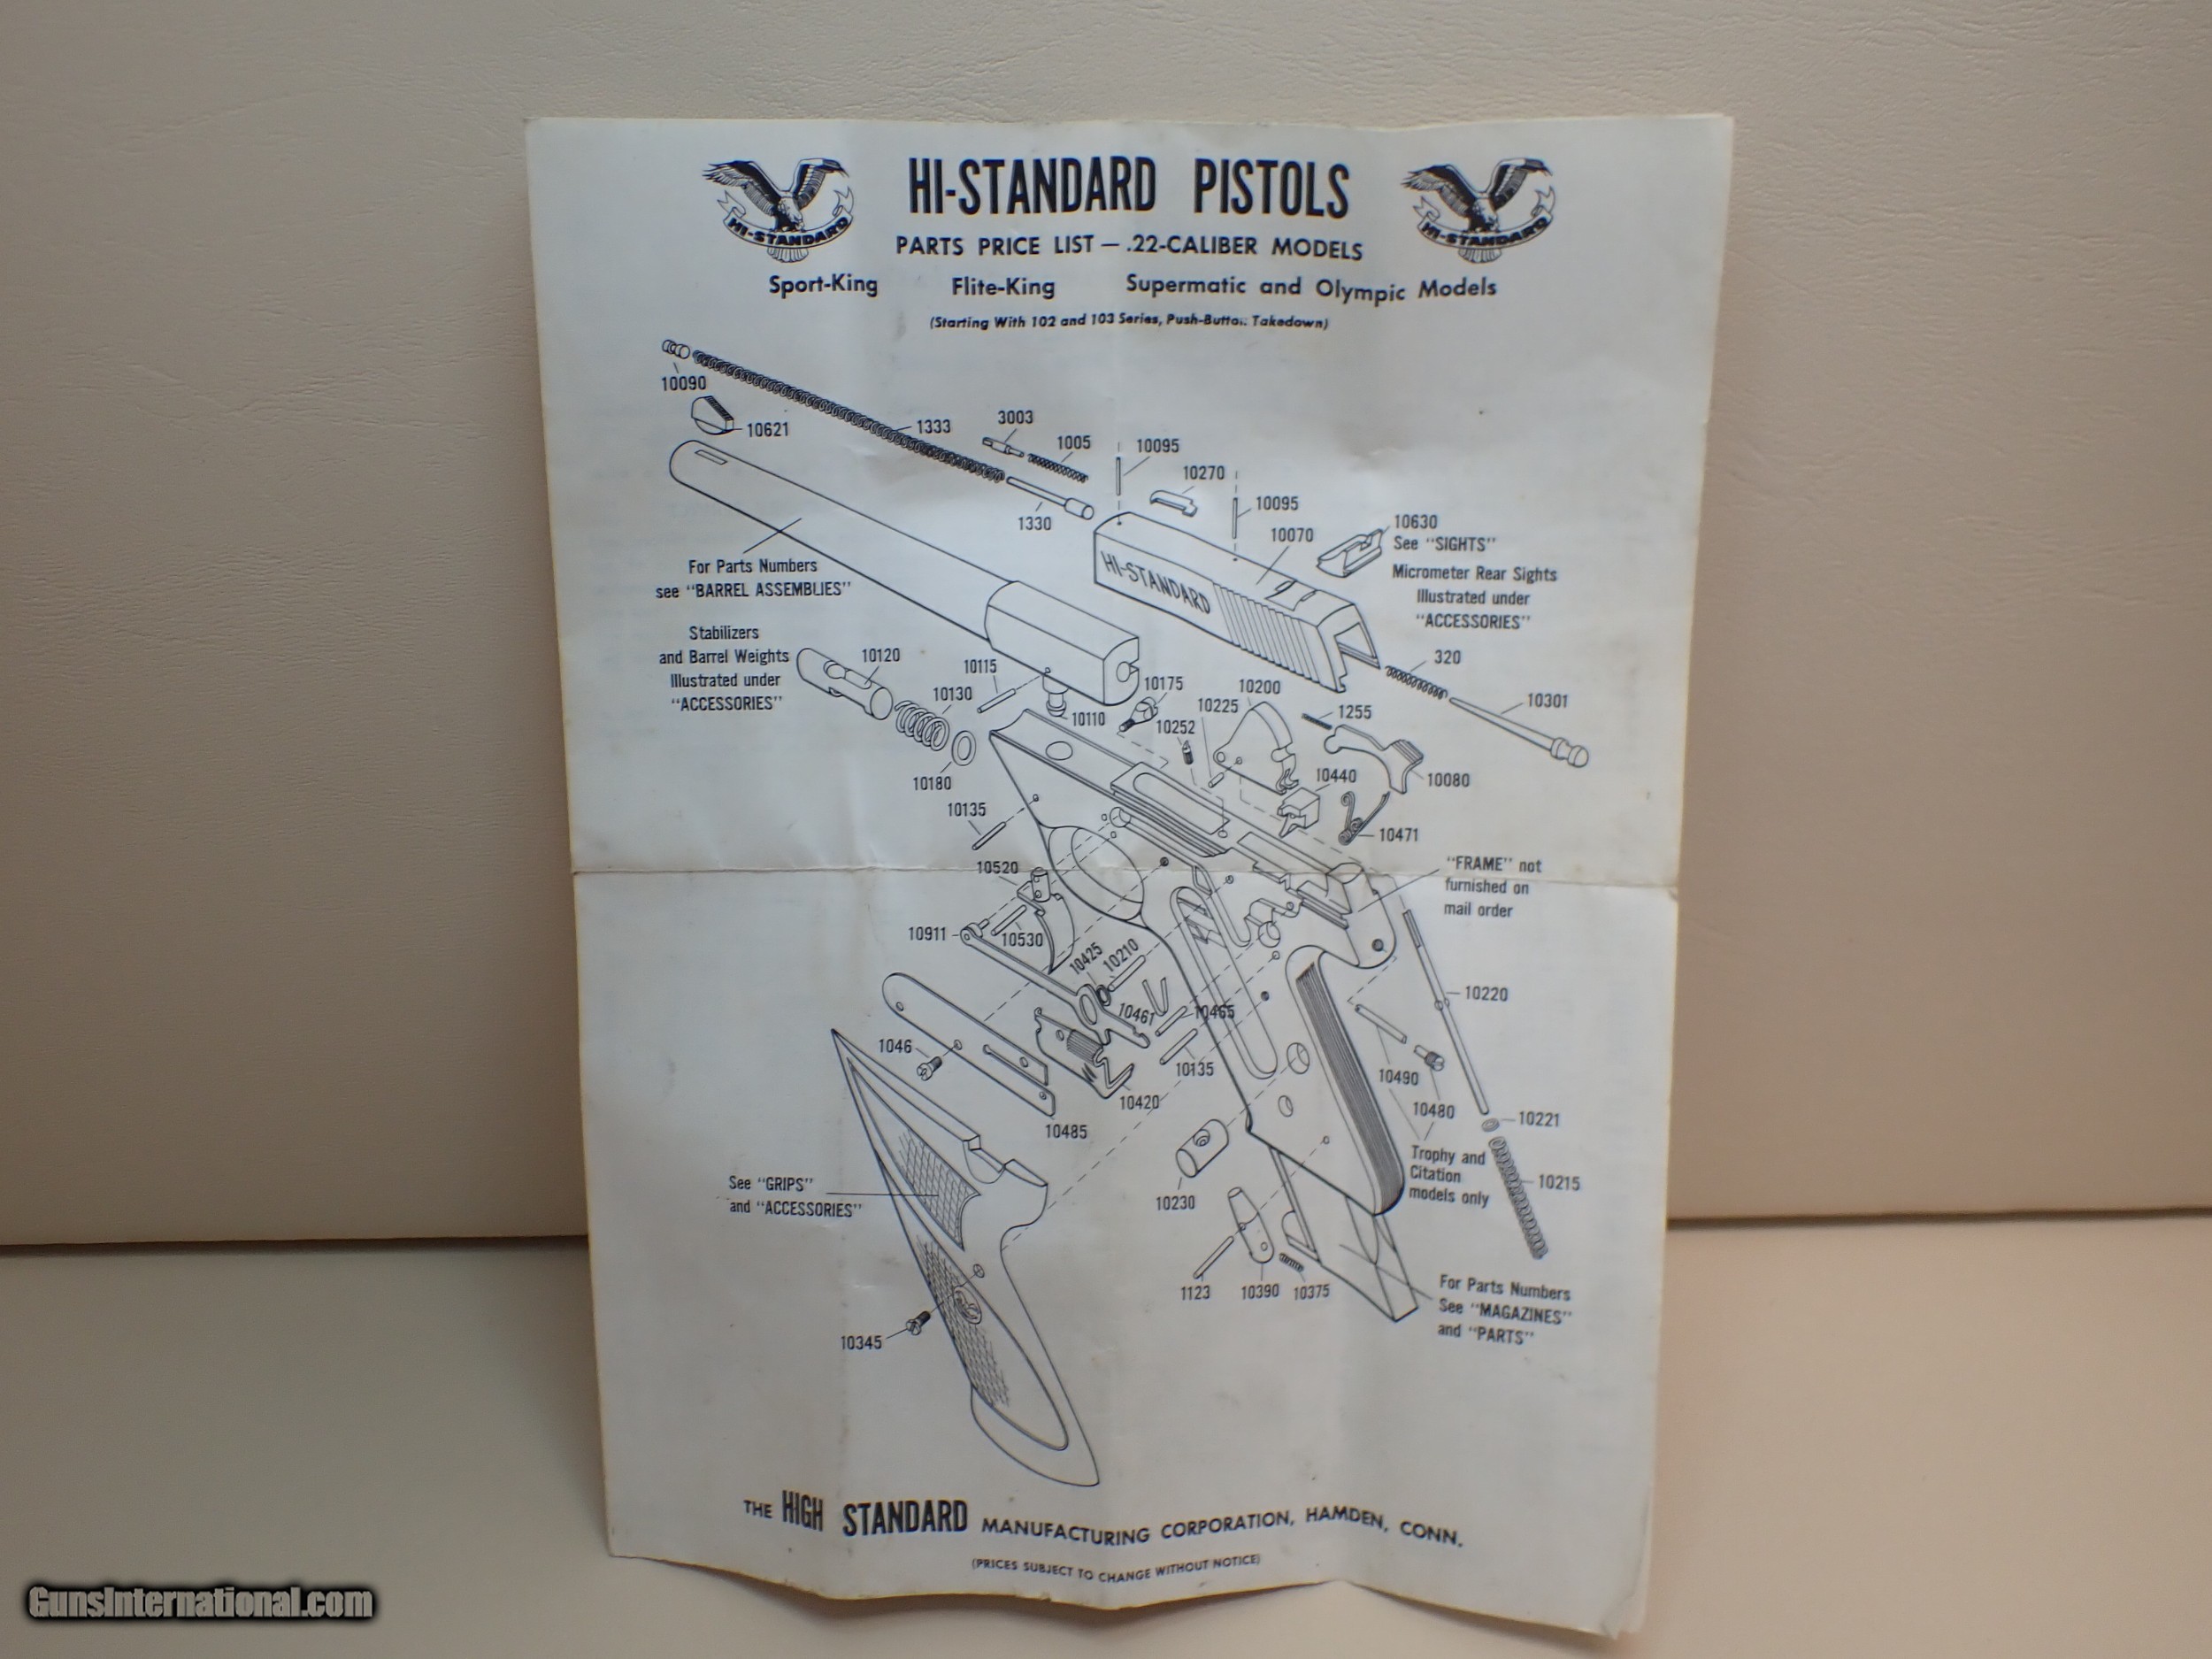 HI-STANDARD PISTOLS
HI-STANDARD
HI-STANDARD
PARTS PRICE LIST — .22-CALIBER MODELS
Sport-King Flite-King Supermatic and Olympic Models
(Starting With 102 and 103 Series, Push-Button Takedown)
10090
10621
1333
3003
1005
10095
10270
1330
10095
10070
10630
See "SIGHTS"
Micrometer Rear Sights
Illustrated under
"ACCESSORIES"
HI-STANDARD
For Parts Numbers
see "BARREL ASSEMBLIES"
Stabilizers
and Barrel Weights
Illustrated under
"ACCESSORIES"
10120
10130
10115
10110
10180
10175
10252
10225
10200
1255
320
10301
10440
10080
10471
10135
10520
"FRAME" not
furnished on
mail order
10911
10530
10425
10210
10461
10465
10220
1046
10135
10490
10420
10480
10221
10485
Trophy and
Citation
models only
10215
See "GRIPS"
and "ACCESSORIES"
10230
1123
10390
10375
For Parts Numbers
See "MAGAZINES"
and "PARTS"
10345
THE HIGH STANDARD MANUFACTURING CORPORATION, HAMDEN, CONN.
(PRICES SUBJECT TO CHANGE WITHOUT NOTICE)
GunsInternational.com